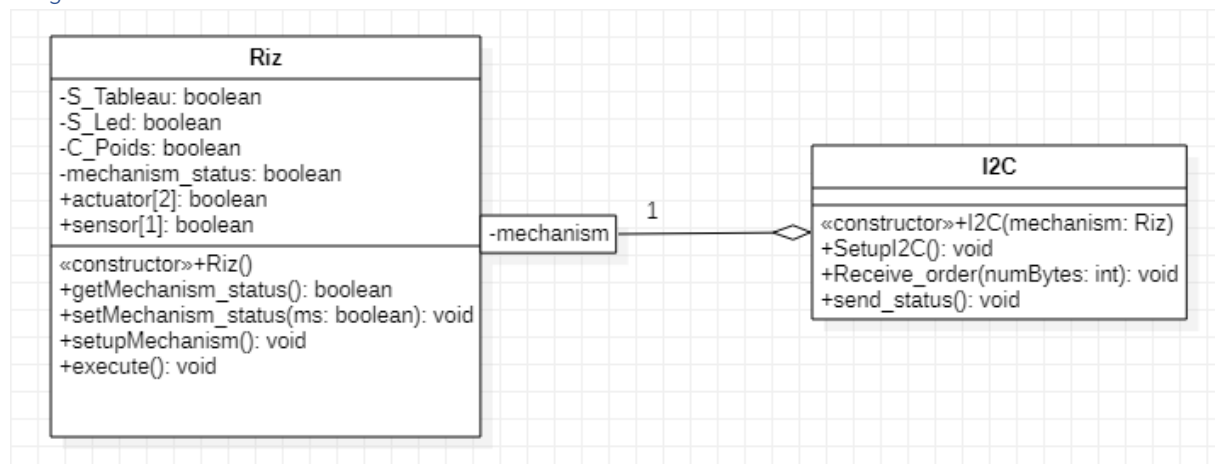 Riz
-S_Tableau: boolean
-S_Led: boolean
-C_Poids: boolean
-mechanism_status: boolean
+actuator[2]: boolean
+sensor[1]: boolean
«constructor»+Riz()
+getMechanism_status(): boolean
+setMechanism_status(ms: boolean): void
+setupMechanism(): void
+execute(): void
-mechanism
1
I2C
«constructor»+I2C(mechanism: Riz)
+SetupI2C(): void
+Receive_order(numBytes: int): void
+send_status(): void